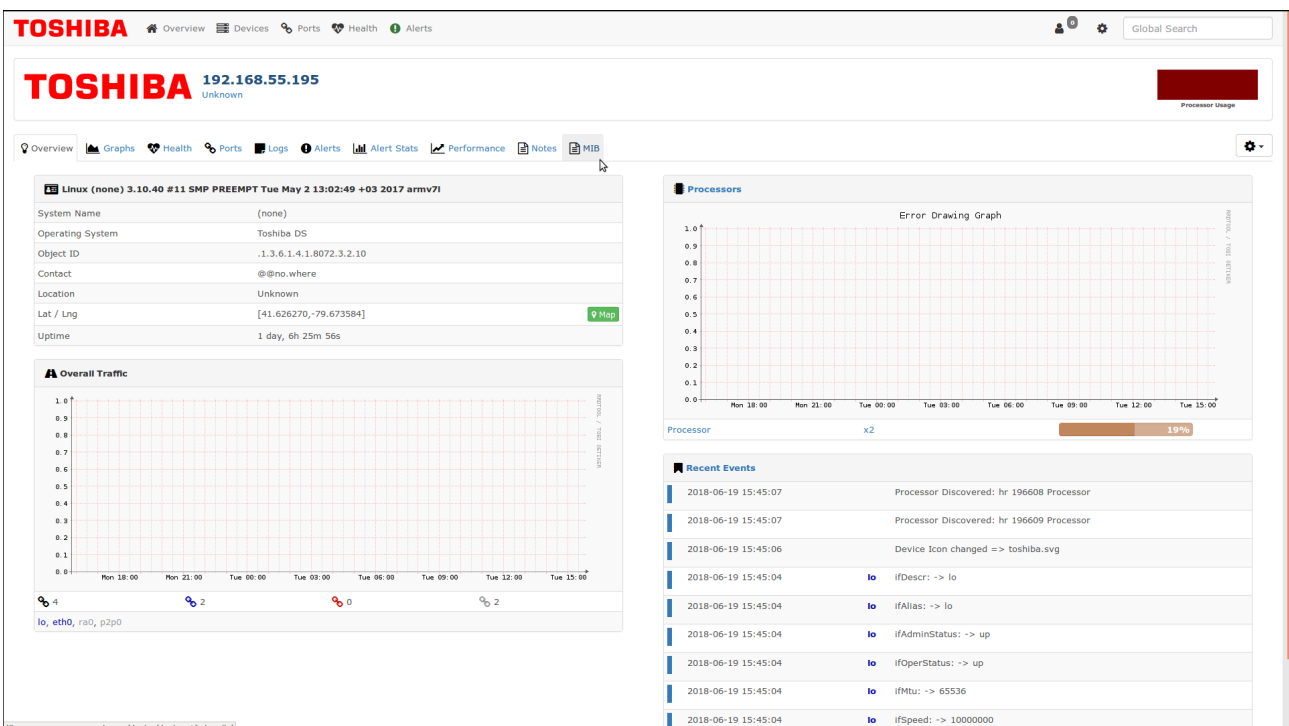 TOSHIBA Overview Devices Ports Health Alerts 0 Global Search
TOSHIBA 192.168.55.195
Unknown
Processor Usage
Overview Graphs Health Ports Logs Alerts Alert Stats Performance Notes MIB
Linux (none) 3.10.40 #11 SMP PREEMPT Tue May 2 13:02:49 +03 2017 armv7l
System Name (none)
Operating System Toshiba DS
Object ID .1.3.6.1.4.1.8072.3.2.10
Contact @@no.where
Location Unknown
Lat / Lng [41.626270,-79.673584] Map
Uptime 1 day, 6h 25m 56s
Overall Traffic
1.0
0.9
0.8
0.7
0.6
0.5
0.4
0.3
0.2
0.1
0.0
Mon 18:00 Mon 21:00 Tue 00:00 Tue 03:00 Tue 06:00 Tue 09:00 Tue 12:00 Tue 15:00
RRDTOOL / TOBI OETIKER
4 2 0 2
lo, eth0, ra0, p2p0
Processors
Error Drawing Graph
1.0
0.9
0.8
0.7
0.6
0.5
0.4
0.3
0.2
0.1
0.0
Mon 18:00 Mon 21:00 Tue 00:00 Tue 03:00 Tue 06:00 Tue 09:00 Tue 12:00 Tue 15:00
RRDTOOL / TOBI OETIKER
Processor x2 19%
Recent Events
2018-06-19 15:45:07 Processor Discovered: hr 196608 Processor
2018-06-19 15:45:07 Processor Discovered: hr 196609 Processor
2018-06-19 15:45:06 Device Icon changed => toshiba.svg
2018-06-19 15:45:04 lo ifDescr: -> lo
2018-06-19 15:45:04 lo ifAlias: -> lo
2018-06-19 15:45:04 lo ifAdminStatus: -> up
2018-06-19 15:45:04 lo ifOperStatus: -> up
2018-06-19 15:45:04 lo ifMtu: -> 65536
2018-06-19 15:45:04 lo ifSpeed: -> 10000000